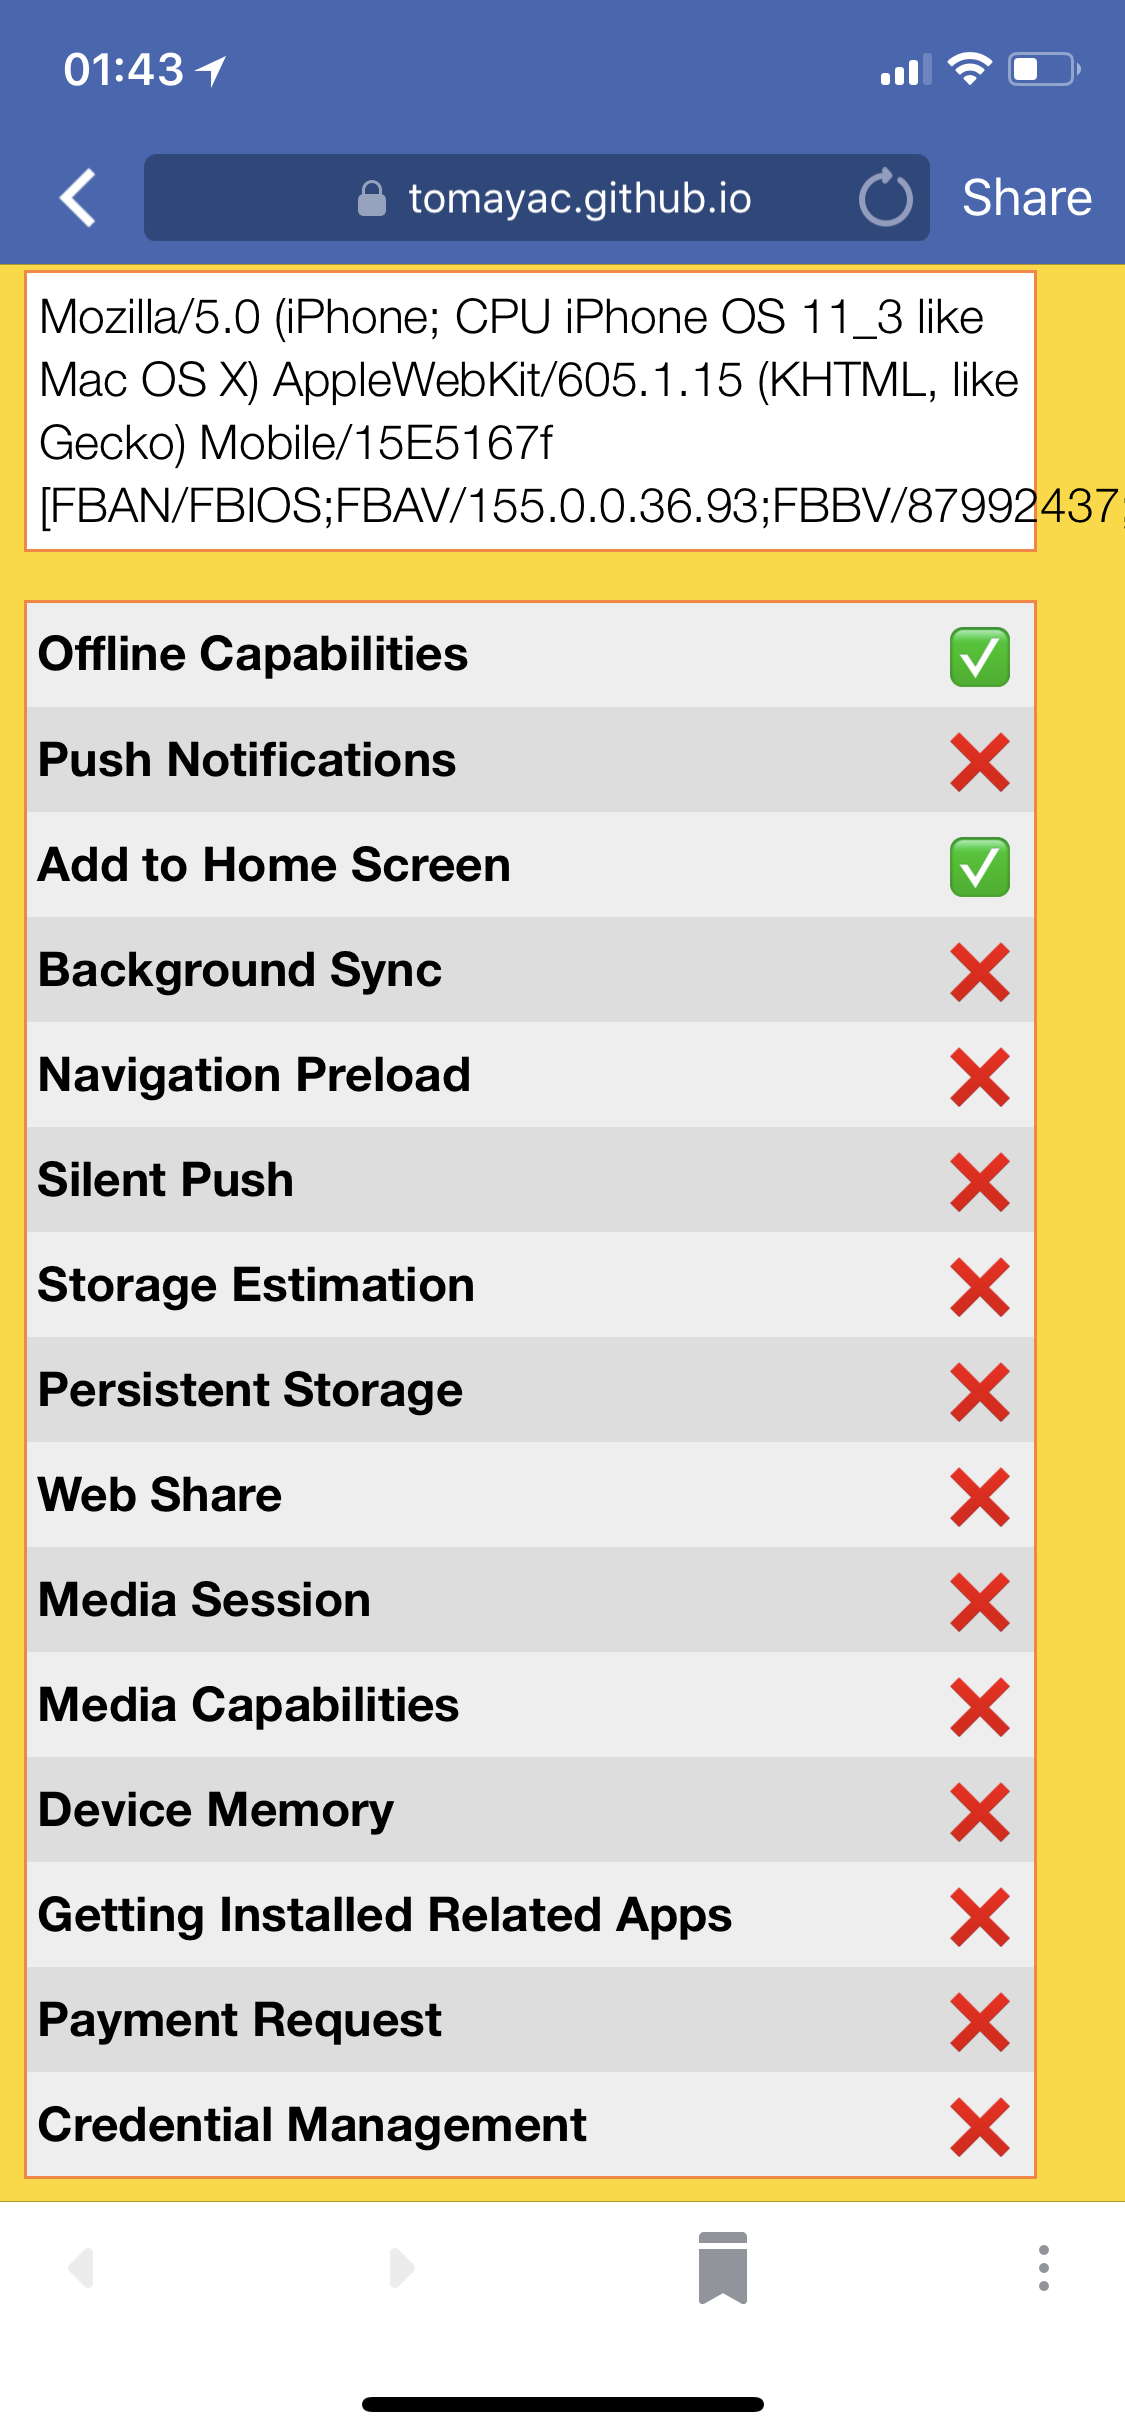 01:43
tomayac.github.io
Share
Mozilla/5.0 (iPhone; CPU iPhone OS 11_3 like
Mac OS X) AppleWebKit/605.1.15 (KHTML, like
Gecko) Mobile/15E5167f
[FBAN/FBIOS;FBAV/155.0.0.36.93;FBBV/87992437;
Offline Capabilities ✅
Push Notifications ❌
Add to Home Screen ✅
Background Sync ❌
Navigation Preload ❌
Silent Push ❌
Storage Estimation ❌
Persistent Storage ❌
Web Share ❌
Media Session ❌
Media Capabilities ❌
Device Memory ❌
Getting Installed Related Apps ❌
Payment Request ❌
Credential Management ❌